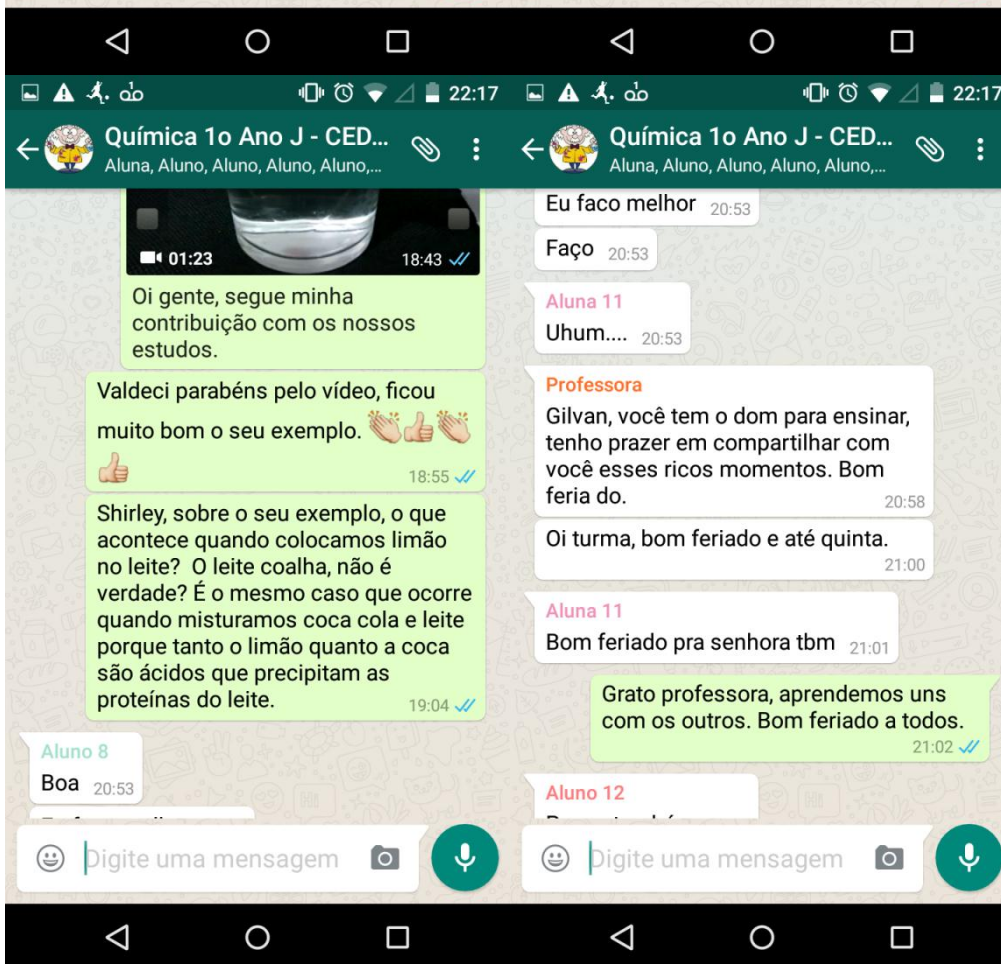 22:17
Química 1o Ano J - CED...
Aluna, Aluno, Aluno, Aluno, Aluno,...
01:23
18:43
Oi gente, segue minha
contribuição com os nossos
estudos.
Valdeci parabéns pelo vídeo, ficou
muito bom o seu exemplo.
18:55
Shirley, sobre o seu exemplo, o que
acontece quando colocamos limão
no leite? O leite coalha, não é
verdade? É o mesmo caso que ocorre
quando misturamos coca cola e leite
porque tanto o limão quanto a coca
são ácidos que precipitam as
proteínas do leite.
19:04
Aluno 8
Boa 20:53
Digite uma mensagem
22:17
Química 1o Ano J - CED...
Aluna, Aluno, Aluno, Aluno, Aluno,...
Eu faco melhor 20:53
Faço 20:53
Aluna 11
Uhum.... 20:53
Professora
Gilvan, você tem o dom para ensinar,
tenho prazer em compartilhar com
você esses ricos momentos. Bom
feria do.
20:58
Oi turma, bom feriado e até quinta.
21:00
Aluna 11
Bom feriado pra senhora tbm 21:01
Grato professora, aprendemos uns
com os outros. Bom feriado a todos.
21:02
Aluno 12
Digite uma mensagem